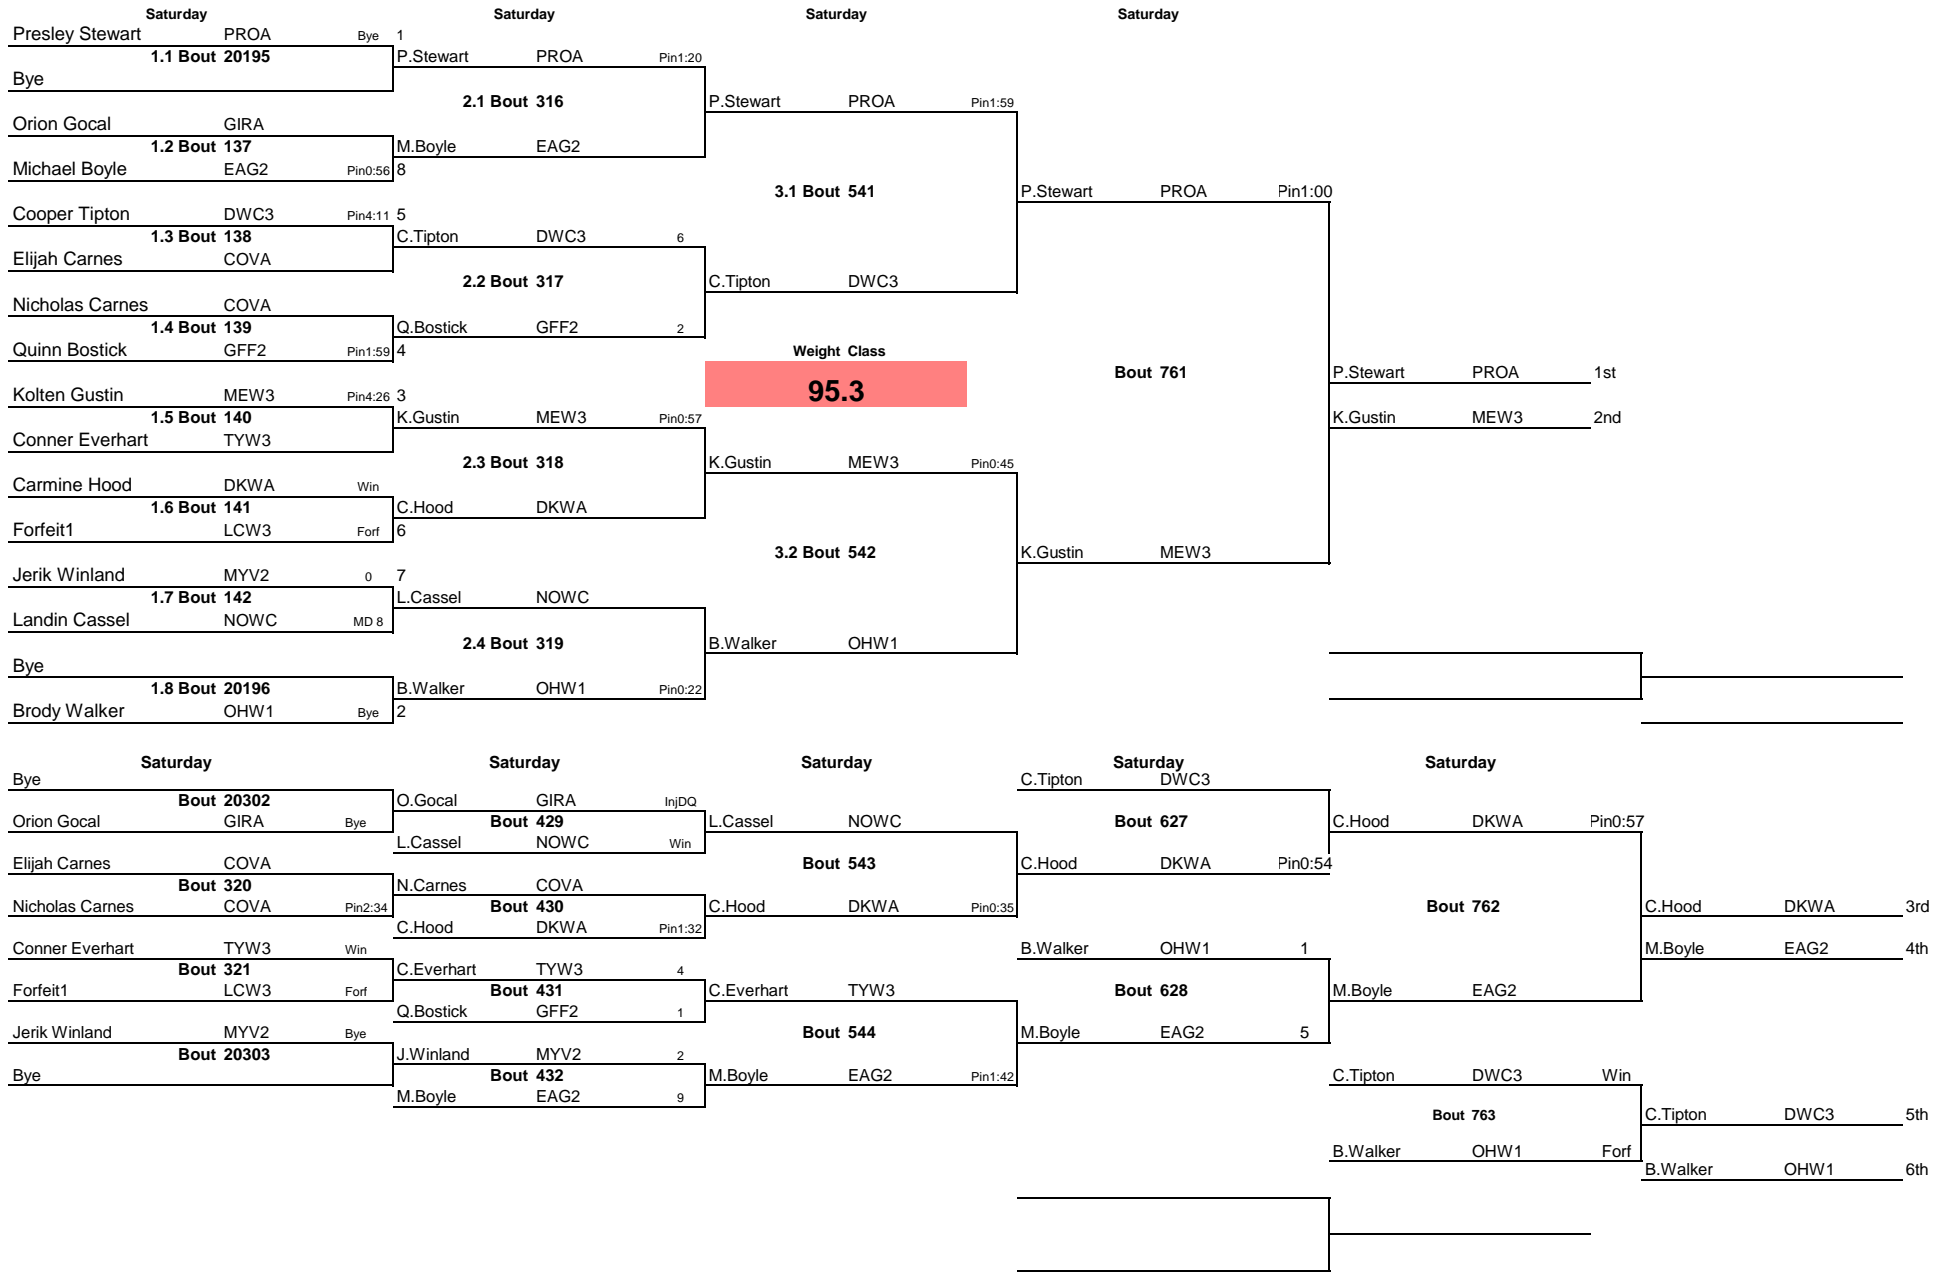 Saturday Saturday Saturday Saturday
Presley Stewart PROA Bye 1
1.1 Bout 20195 P.Stewart PROA Pin1:20
Bye
2.1 Bout 316 P.Stewart PROA Pin1:59
Orion Gocal GIRA
1.2 Bout 137 M.Boyle EAG2
Michael Boyle EAG2 Pin0:56 8
3.1 Bout 541 P.Stewart PROA Pin1:00
Cooper Tipton DWC3 Pin4:11 5
1.3 Bout 138 C.Tipton DWC3 6
Elijah Carnes COVA
2.2 Bout 317 C.Tipton DWC3
Nicholas Carnes COVA
1.4 Bout 139 Q.Bostick GFF2 2
Quinn Bostick GFF2 Pin1:59 4 Weight Class
Bout 761 P.Stewart PROA 1st
Kolten Gustin MEW3 Pin4:26 3 95.3
1.5 Bout 140 K.Gustin MEW3 Pin0:57 K.Gustin MEW3 2nd
Conner Everhart TYW3
2.3 Bout 318 K.Gustin MEW3 Pin0:45
Carmine Hood DKWA Win
1.6 Bout 141 C.Hood DKWA
Forfeit1 LCW3 Forf 6
3.2 Bout 542 K.Gustin MEW3
Jerik Winland MYV2 0 7
1.7 Bout 142 L.Cassel NOWC
Landin Cassel NOWC MD 8
2.4 Bout 319 B.Walker OHW1
Bye
1.8 Bout 20196 B.Walker OHW1 Pin0:22
Brody Walker OHW1 Bye 2
Saturday Saturday Saturday Saturday Saturday
Bye C.Tipton DWC3
Bout 20302 O.Gocal GIRA InjDQ
Orion Gocal GIRA Bye Bout 429 L.Cassel NOWC Bout 627 C.Hood DKWA Pin0:57
L.Cassel NOWC Win
Elijah Carnes COVA Bout 543 C.Hood DKWA Pin0:54
Bout 320 N.Carnes COVA
Nicholas Carnes COVA Pin2:34 Bout 430 C.Hood DKWA Pin0:35 Bout 762 C.Hood DKWA 3rd
C.Hood DKWA Pin1:32
Conner Everhart TYW3 Win B.Walker OHW1 1 M.Boyle EAG2 4th
Bout 321 C.Everhart TYW3 4
Forfeit1 LCW3 Forf Bout 431 C.Everhart TYW3 Bout 628 M.Boyle EAG2
Q.Bostick GFF2 1
Jerik Winland MYV2 Bye Bout 544 M.Boyle EAG2 5
Bout 20303 J.Winland MYV2 2
Bye Bout 432 M.Boyle EAG2 Pin1:42 C.Tipton DWC3 Win
M.Boyle EAG2 9
Bout 763 C.Tipton DWC3 5th
B.Walker OHW1 Forf
B.Walker OHW1 6th